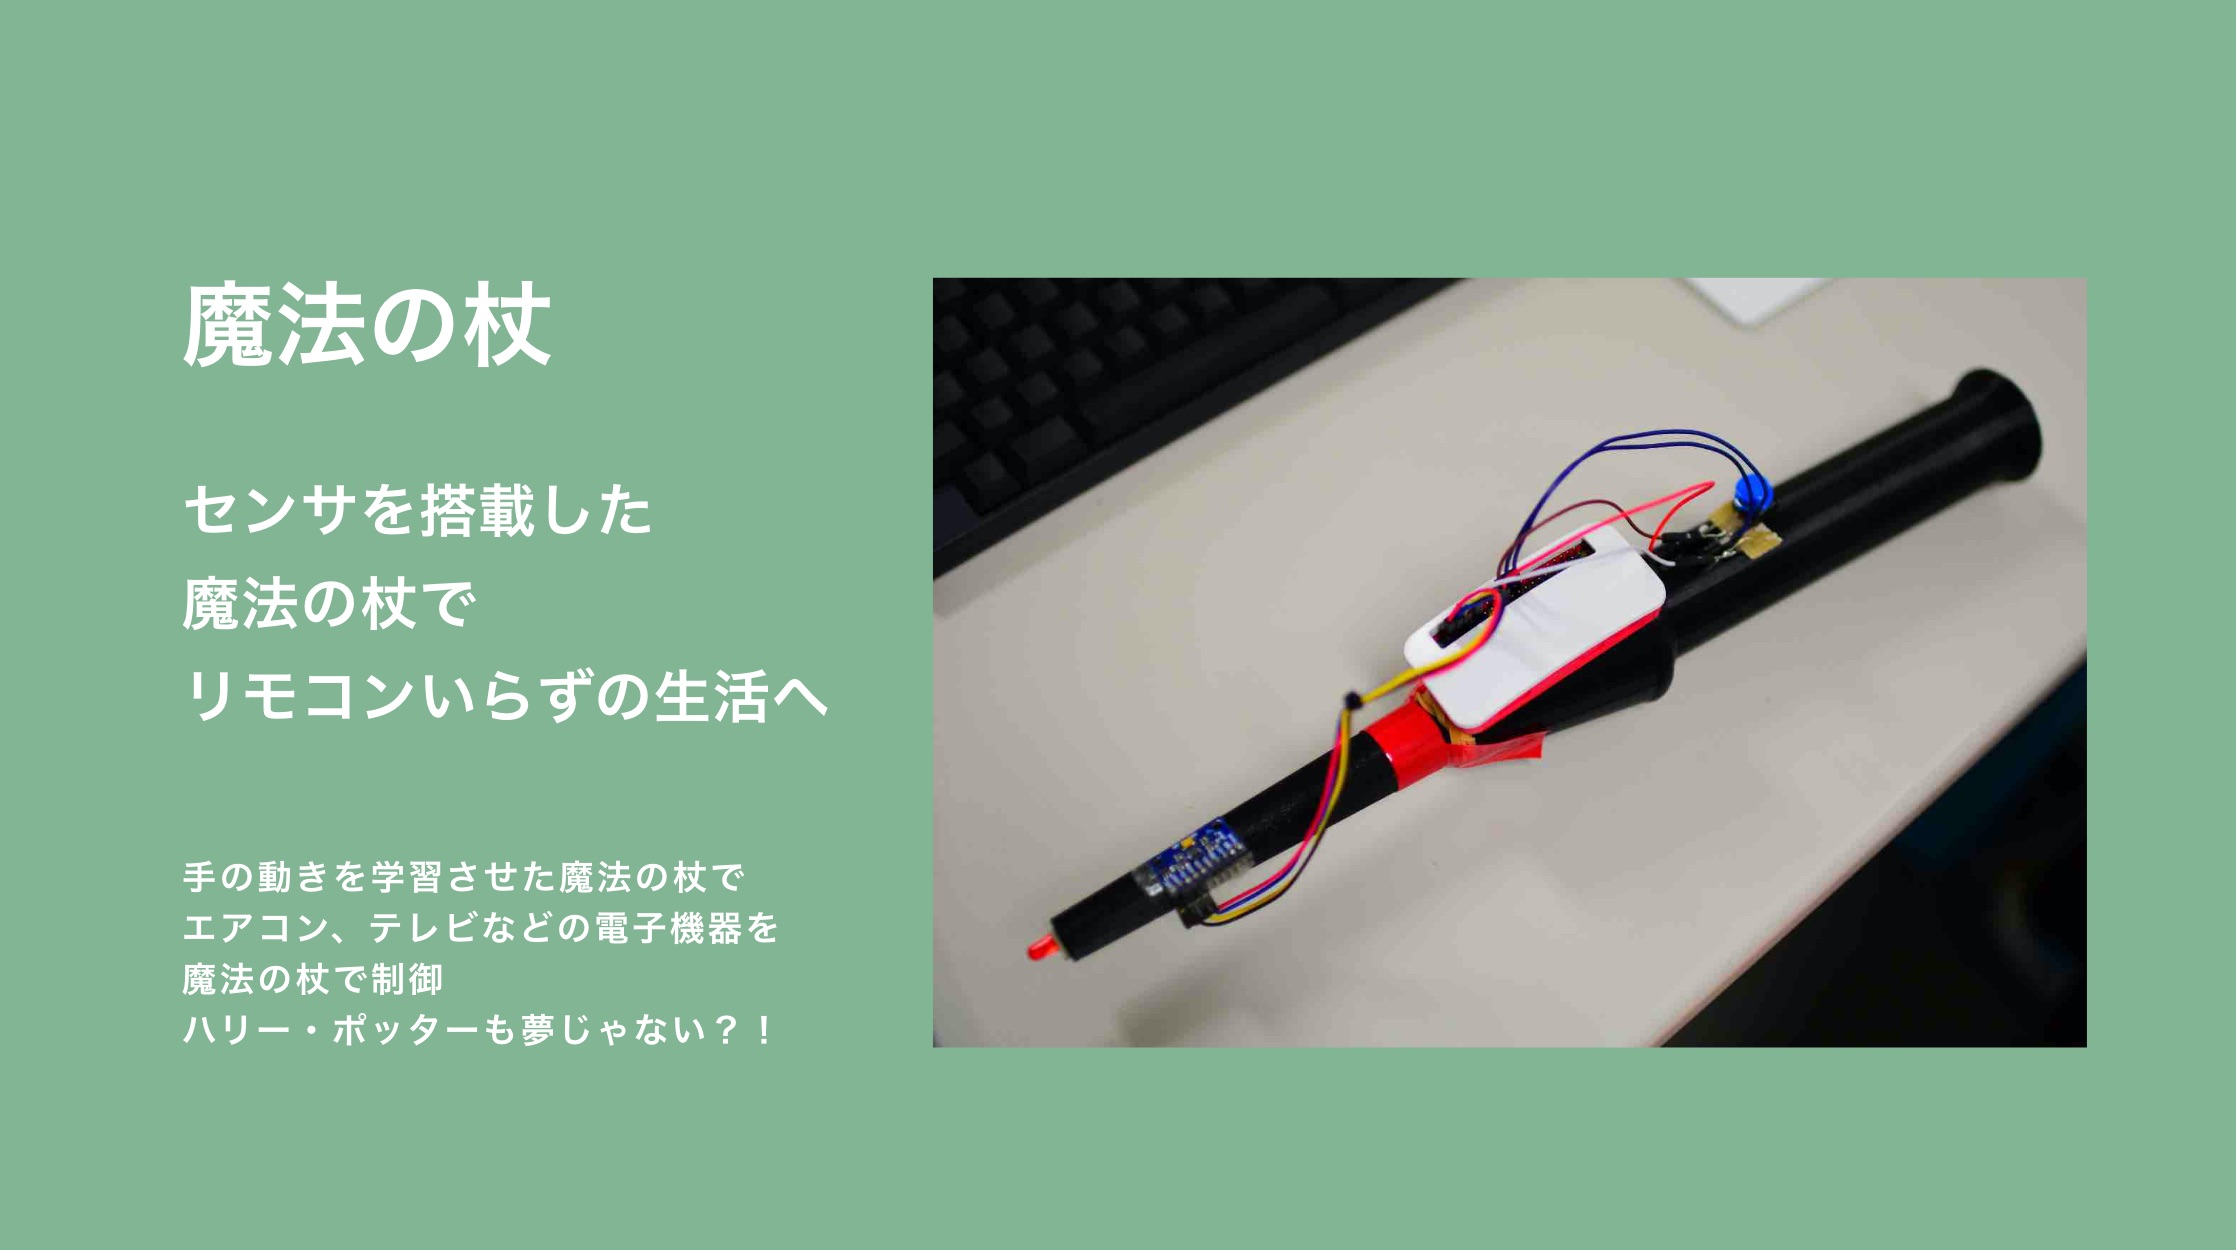 魔法の杖
センサを搭載した
魔法の杖で
リモコンいらずの生活へ
手の動きを学習させた魔法の杖で
エアコン、テレビなどの電子機器を
魔法の杖で制御
ハリー・ポッターも夢じゃない？！